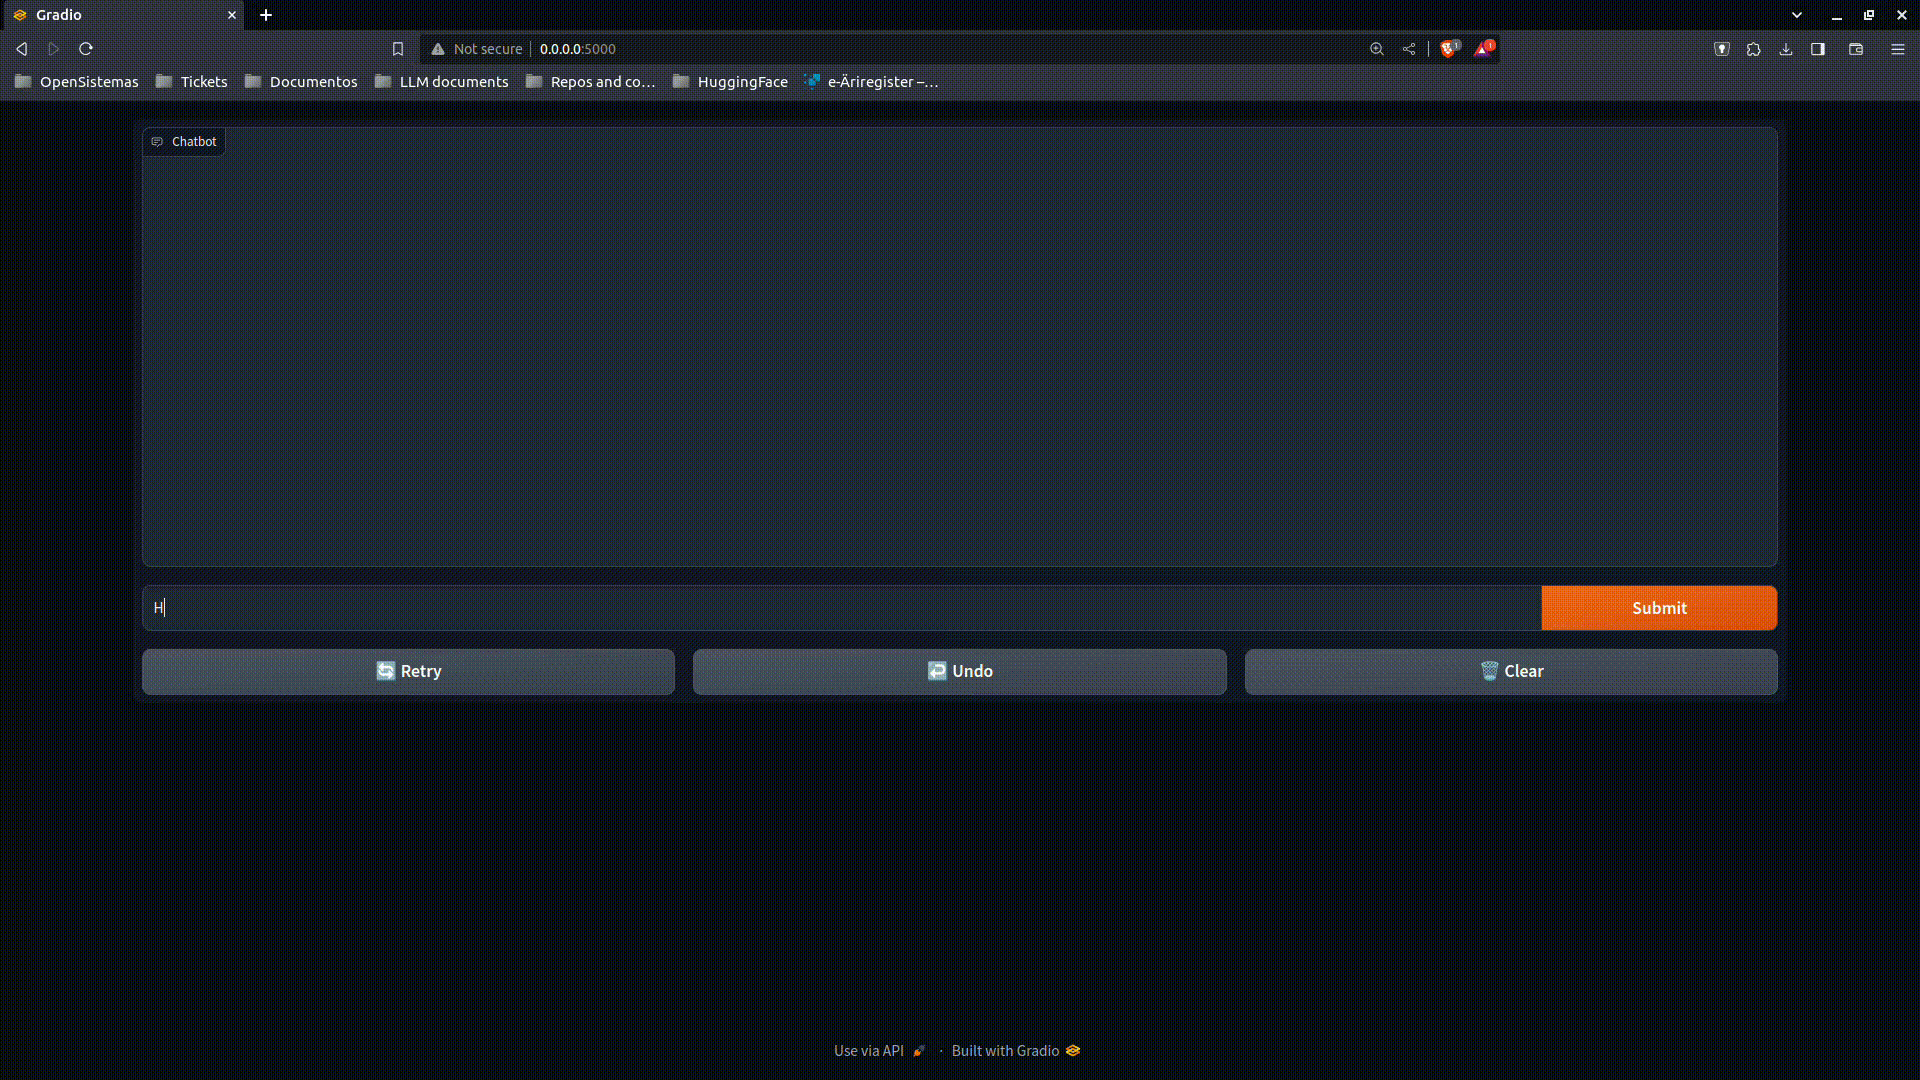 Gradio
Not secure 0.0.0.0:5000
OpenSistemas Tickets Documentos LLM documents Repos and co... HuggingFace e-Äriregister –...
Chatbot
H
Submit
Retry Undo Clear
Use via API · Built with Gradio